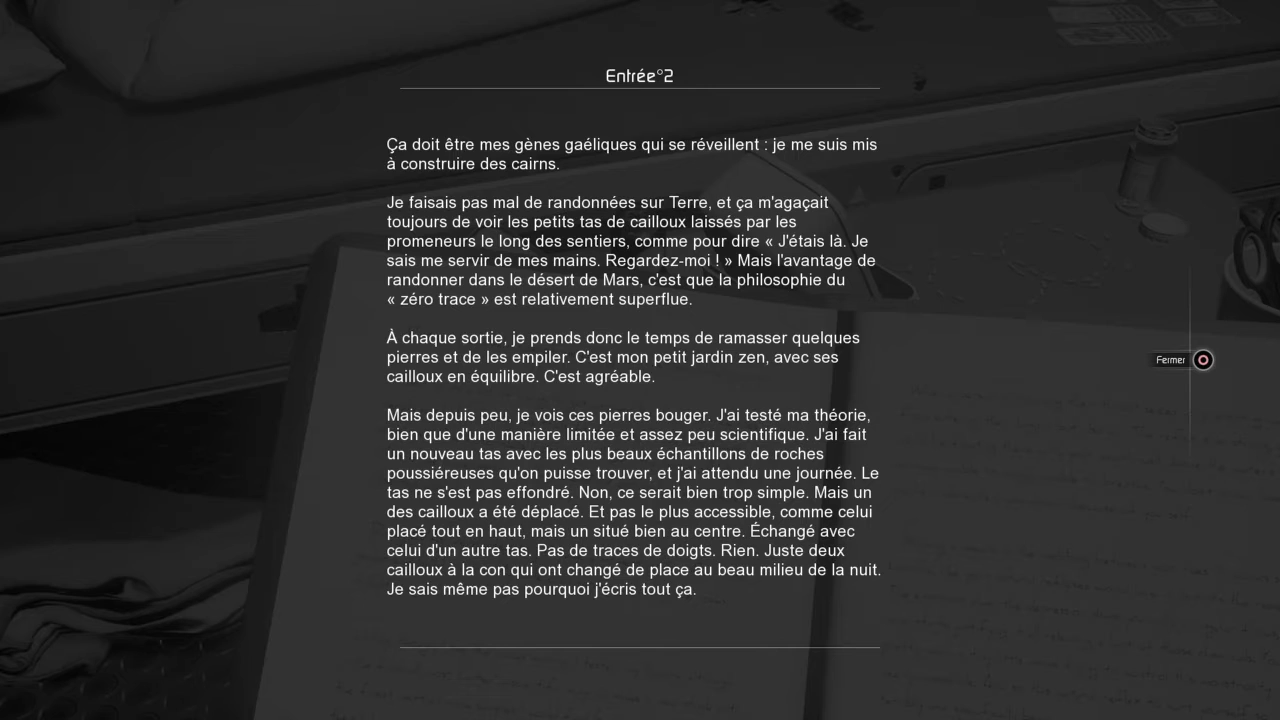 Entrée°2
Ça doit être mes gènes gaéliques qui se réveillent : je me suis mis
à construire des cairns.
Je faisais pas mal de randonnées sur Terre, et ça m'agaçait
toujours de voir les petits tas de cailloux laissés par les
promeneurs le long des sentiers, comme pour dire « J'étais là. Je
sais me servir de mes mains. Regardez-moi ! » Mais l'avantage de
randonner dans le désert de Mars, c'est que la philosophie du
« zéro trace » est relativement superflue.
À chaque sortie, je prends donc le temps de ramasser quelques
pierres et de les empiler. C'est mon petit jardin zen, avec ses
cailloux en équilibre. C'est agréable.
Mais depuis peu, je vois ces pierres bouger. J'ai testé ma théorie,
bien que d'une manière limitée et assez peu scientifique. J'ai fait
un nouveau tas avec les plus beaux échantillons de roches
poussiéreuses qu'on puisse trouver, et j'ai attendu une journée. Le
tas ne s'est pas effondré. Non, ce serait bien trop simple. Mais un
des cailloux a été déplacé. Et pas le plus accessible, comme celui
placé tout en haut, mais un situé bien au centre. Échangé avec
celui d'un autre tas. Pas de traces de doigts. Rien. Juste deux
cailloux à la con qui ont changé de place au beau milieu de la nuit.
Je sais même pas pourquoi j'écris tout ça.
Fermer